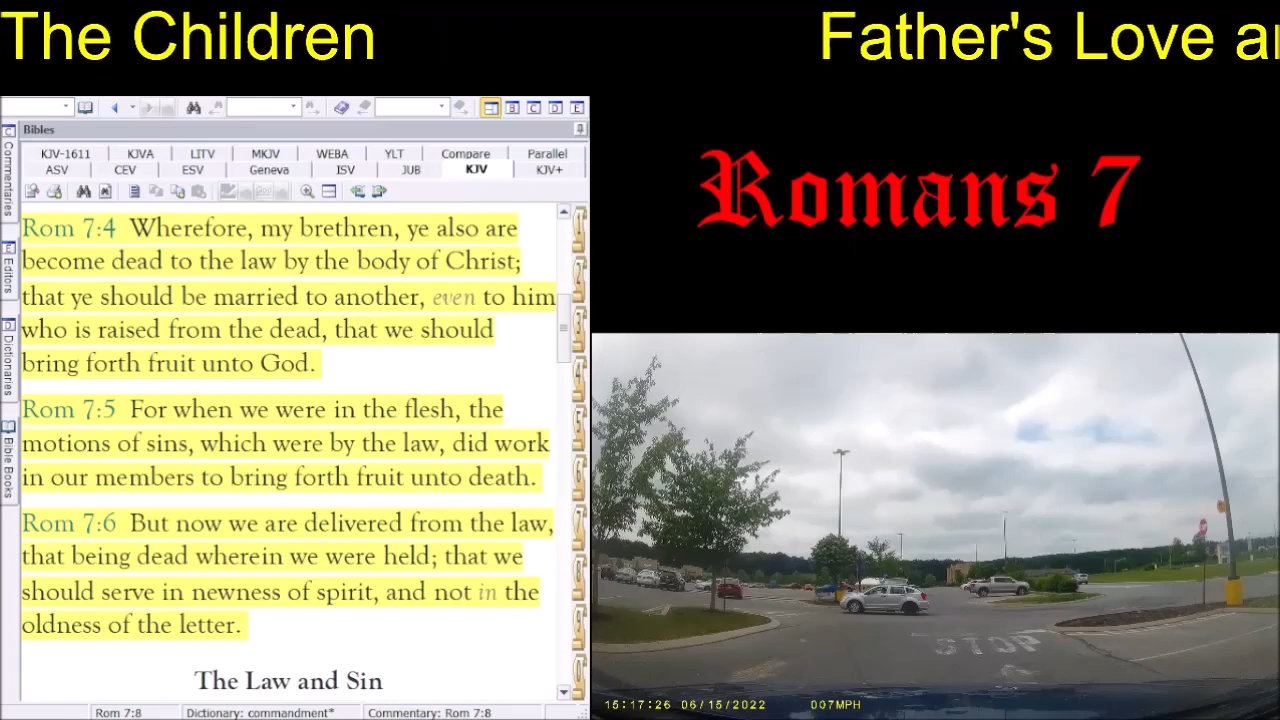 The Children
Father's Love
Bibles
KJV-1611 KJVA LITV MKJV WEBA YLT Compare Parallel
ASV CEV ESV Geneva ISV JUB KJV KJV+
B C D E
C Commentaries
E Editors
D Dictionaries
Bible Books
Rom 7:4 Wherefore, my brethren, ye also are
become dead to the law by the body of Christ;
that ye should be married to another, even to him
who is raised from the dead, that we should
bring forth fruit unto God.
Rom 7:5 For when we were in the flesh, the
motions of sins, which were by the law, did work
in our members to bring forth fruit unto death.
Rom 7:6 But now we are delivered from the law,
that being dead wherein we were held; that we
should serve in newness of spirit, and not in the
oldness of the letter.
The Law and Sin
Rom 7:8 Dictionary: commandment* Commentary: Rom 7:8
Romans 7
STOP
15:17:26 06/15/2022 007MPH